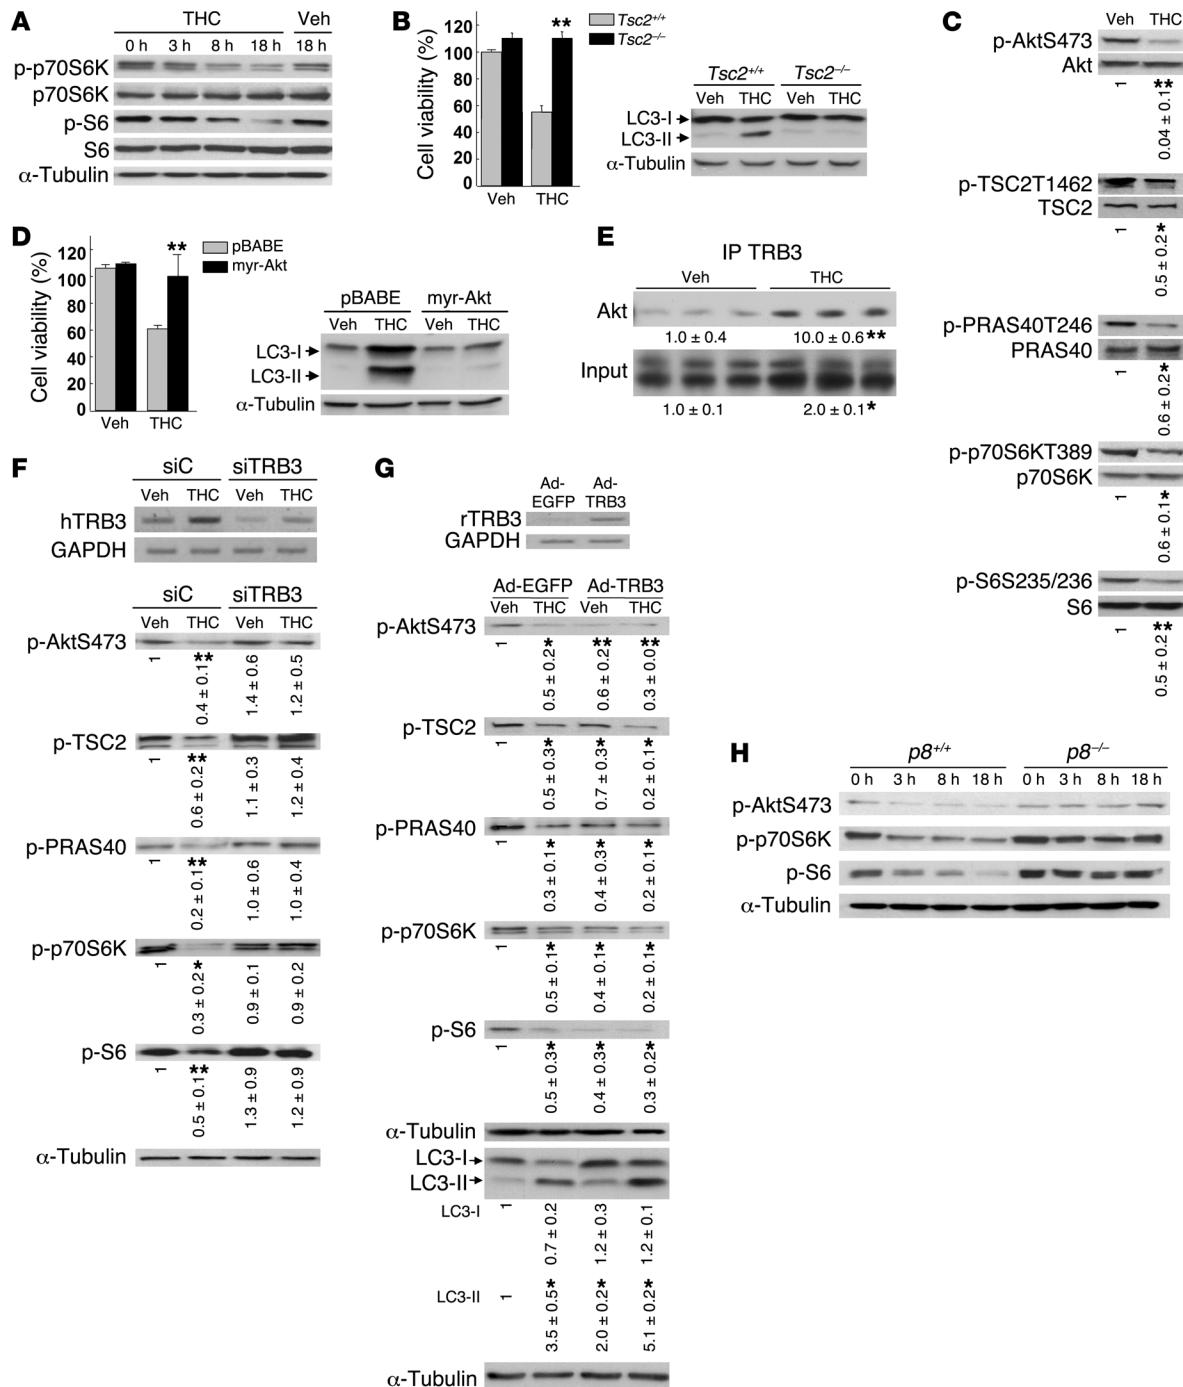 A
THC Veh
0 h 3 h 8 h 18 h 18 h
p-p70S6K
p70S6K
p-S6
S6
α-Tubulin
B
Cell viability (%)
120
100
80
60
40
20
0
Veh THC
**
Tsc2+/+
Tsc2–/–
Tsc2+/+ Tsc2–/–
Veh THC Veh THC
LC3-I
LC3-II
α-Tubulin
C
Veh THC
p-AktS473
Akt
1 0.04 ± 0.1**
p-TSC2T1462
TSC2
1 0.5 ± 0.2*
p-PRAS40T246
PRAS40
1 0.6 ± 0.2*
p-p70S6KT389
p70S6K
1 0.6 ± 0.1*
p-S6S235/236
S6
1 0.5 ± 0.2**
D
Cell viability (%)
120
100
80
60
40
20
0
Veh THC
**
pBABE
myr-Akt
pBABE myr-Akt
Veh THC Veh THC
LC3-I
LC3-II
α-Tubulin
E
IP TRB3
Veh THC
Akt
1.0 ± 0.4 10.0 ± 0.6**
Input
1.0 ± 0.1 2.0 ± 0.1*
F
siC siTRB3
Veh THC Veh THC
hTRB3
GAPDH
siC siTRB3
Veh THC Veh THC
p-AktS473
1 0.4 ± 0.1** 1.4 ± 0.6 1.2 ± 0.5
p-TSC2
1 0.6 ± 0.2** 1.1 ± 0.3 1.2 ± 0.4
p-PRAS40
1 0.2 ± 0.1** 1.0 ± 0.6 1.0 ± 0.4
p-p70S6K
1 0.3 ± 0.2* 0.9 ± 0.1 0.9 ± 0.2
p-S6
1 0.5 ± 0.1** 1.3 ± 0.9 1.2 ± 0.9
α-Tubulin
G
Ad- Ad-
EGFP TRB3
rTRB3
GAPDH
Ad-EGFP Ad-TRB3
Veh THC Veh THC
p-AktS473
1 0.5 ± 0.2* 0.6 ± 0.2** 0.3 ± 0.0**
p-TSC2
1 0.5 ± 0.3* 0.7 ± 0.3* 0.2 ± 0.1*
p-PRAS40
1 0.3 ± 0.1* 0.4 ± 0.3* 0.2 ± 0.1*
p-p70S6K
1 0.5 ± 0.1* 0.4 ± 0.1* 0.2 ± 0.1*
p-S6
1 0.5 ± 0.3* 0.4 ± 0.3* 0.3 ± 0.2*
α-Tubulin
LC3-I
LC3-II
LC3-I 1 0.7 ± 0.2 1.2 ± 0.3 1.2 ± 0.1
LC3-II 1 3.5 ± 0.5* 2.0 ± 0.2* 5.1 ± 0.2*
α-Tubulin
H
p8+/+ p8–/–
0 h 3 h 8 h 18 h 0 h 3 h 8 h 18 h
p-AktS473
p-p70S6K
p-S6
α-Tubulin